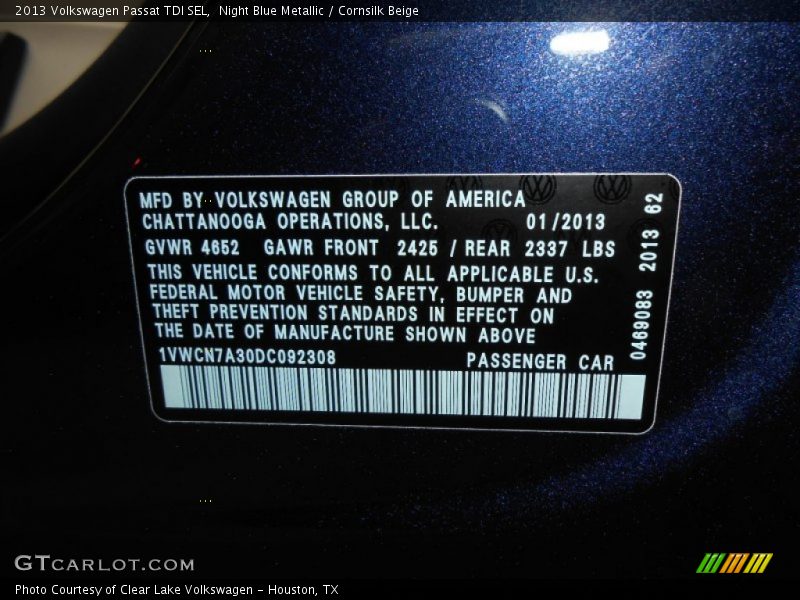 2013 Volkswagen Passat TDI SEL,  Night Blue Metallic / Cornsilk Beige
MFD BY VOLKSWAGEN GROUP OF AMERICA
CHATTANOOGA OPERATIONS, LLC. 01/2013
GVWR 4652 GAWR FRONT 2425 / REAR 2337 LBS
THIS VEHICLE CONFORMS TO ALL APPLICABLE U.S.
FEDERAL MOTOR VEHICLE SAFETY, BUMPER AND
THEFT PREVENTION STANDARDS IN EFFECT ON
THE DATE OF MANUFACTURE SHOWN ABOVE
1VWCN7A30DC092308 PASSENGER CAR
0469083 2013 62
GTCARLOT.COM
Photo Courtesy of Clear Lake Volkswagen - Houston, TX